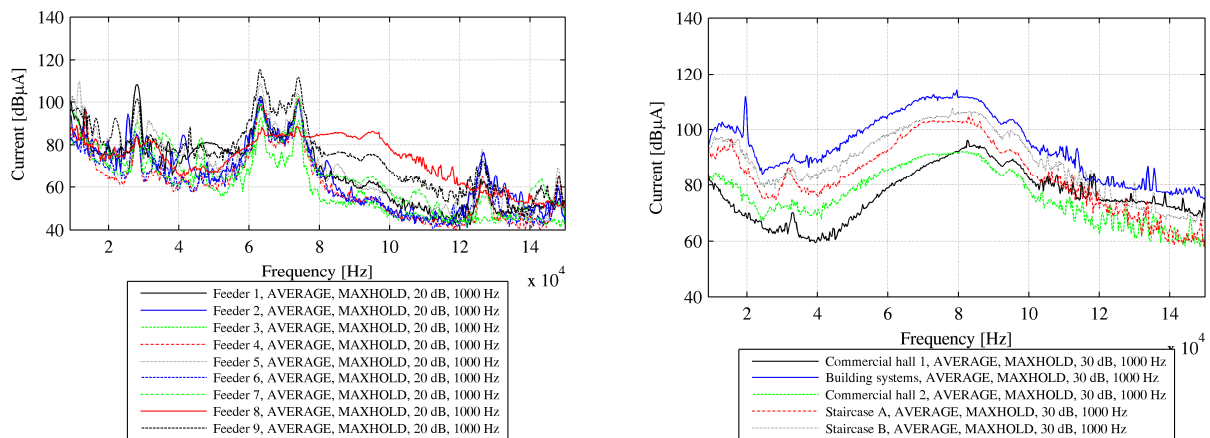 140
120
100
80
60
40
Current [dBµA]
2
4
6
8
10
12
14
Frequency [Hz]
x 10⁴
Feeder 1, AVERAGE, MAXHOLD, 20 dB, 1000 Hz
Feeder 2, AVERAGE, MAXHOLD, 20 dB, 1000 Hz
Feeder 3, AVERAGE, MAXHOLD, 20 dB, 1000 Hz
Feeder 4, AVERAGE, MAXHOLD, 20 dB, 1000 Hz
Feeder 5, AVERAGE, MAXHOLD, 20 dB, 1000 Hz
Feeder 6, AVERAGE, MAXHOLD, 20 dB, 1000 Hz
Feeder 7, AVERAGE, MAXHOLD, 20 dB, 1000 Hz
Feeder 8, AVERAGE, MAXHOLD, 20 dB, 1000 Hz
Feeder 9, AVERAGE, MAXHOLD, 20 dB, 1000 Hz
140
120
100
80
60
40
Current [dBµA]
2
4
6
8
10
12
14
Frequency [Hz]
x 10⁴
Commercial hall 1, AVERAGE, MAXHOLD, 30 dB, 1000 Hz
Building systems, AVERAGE, MAXHOLD, 30 dB, 1000 Hz
Commercial hall 2, AVERAGE, MAXHOLD, 30 dB, 1000 Hz
Staircase A, AVERAGE, MAXHOLD, 30 dB, 1000 Hz
Staircase B, AVERAGE, MAXHOLD, 30 dB, 1000 Hz